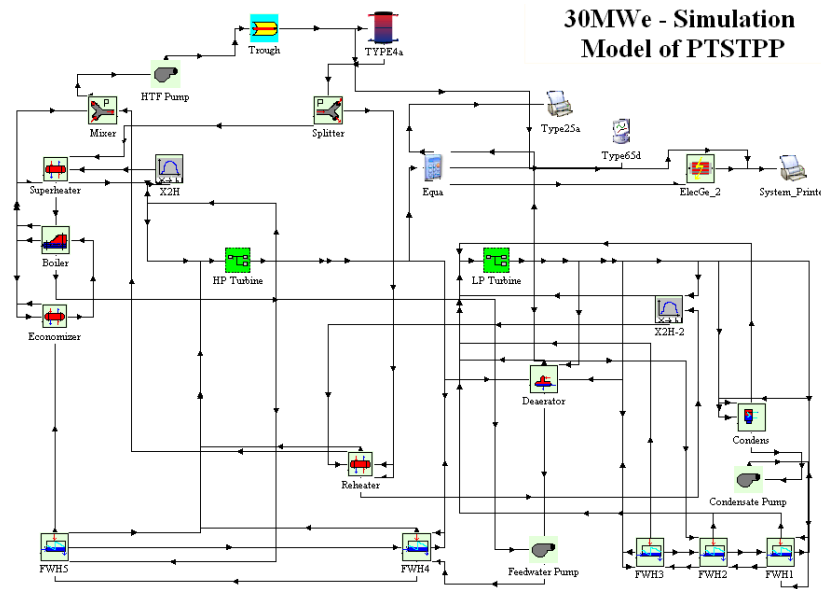 30MWe - Simulation
Model of PTSTPP
Trough
TYPE4a
HTF Pump
Mixer
Splitter
Type25a
Type65d
Superheater
X2H
Equa
ElecGe_2
System_Printe
Boiler
HP Turbine
LP Turbine
Economizer
X2H-2
Deaerator
Condens
Reheater
Condensate Pump
FWH5
FWH4
Feedwater Pump
FWH3
FWH2
FWH1